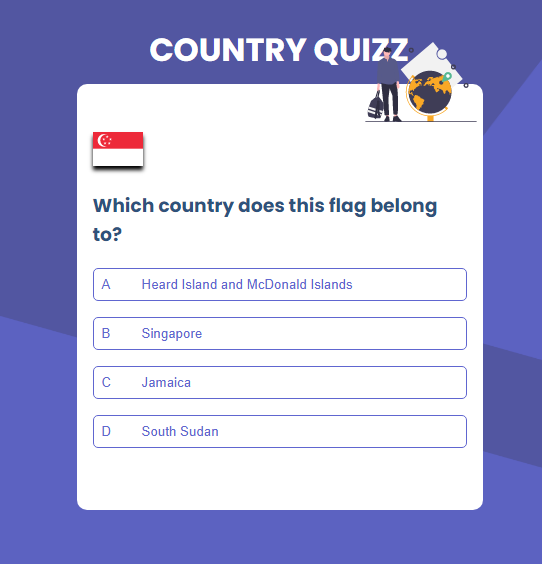 COUNTRY QUIZZ
Which country does this flag belong
to?
A Heard Island and McDonald Islands
B Singapore
C Jamaica
D South Sudan